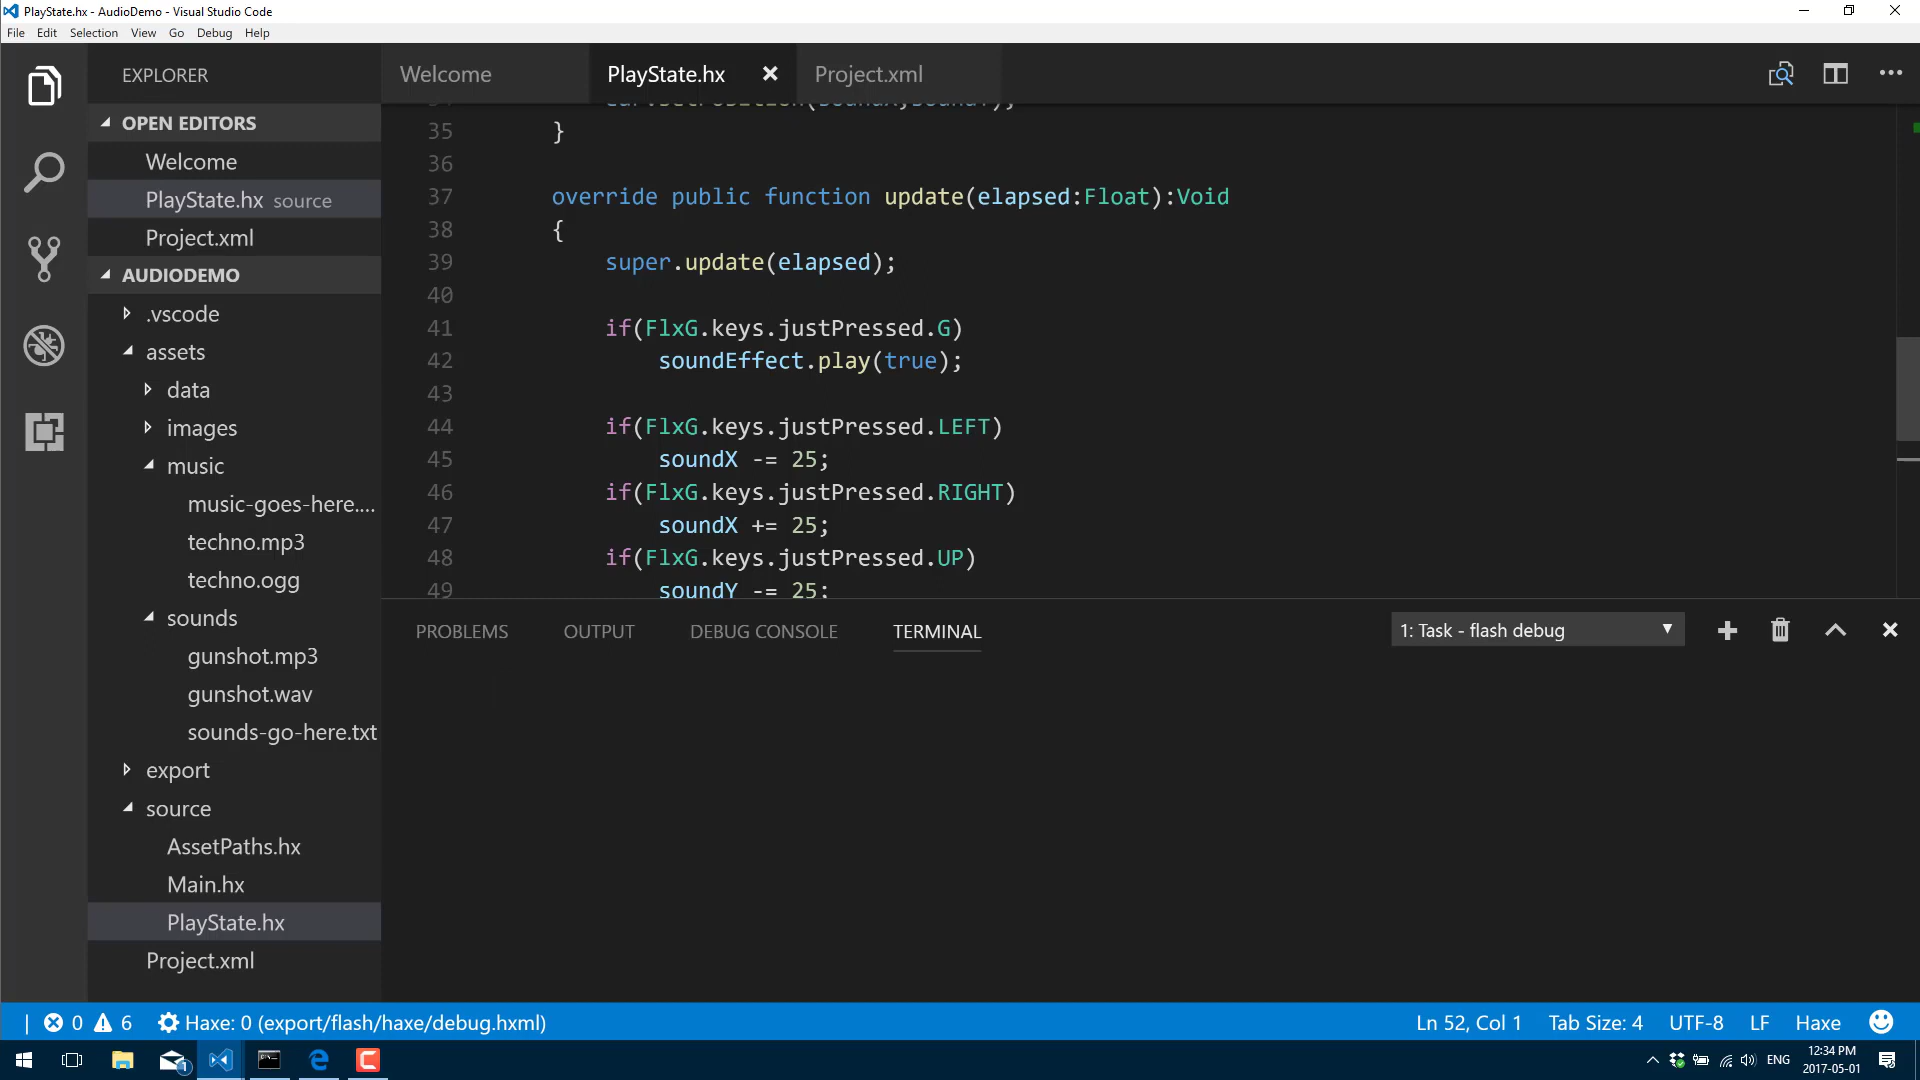 PlayState.hx - AudioDemo - Visual Studio Code
File Edit Selection View Go Debug Help
EXPLORER
OPEN EDITORS
Welcome
PlayState.hx source
Project.xml
AUDIODEMO
.vscode
assets
data
images
music
music-goes-here....
techno.mp3
techno.ogg
sounds
gunshot.mp3
gunshot.wav
sounds-go-here.txt
export
source
AssetPaths.hx
Main.hx
PlayState.hx
Project.xml
Welcome PlayState.hx Project.xml
35 }
36
37 override public function update(elapsed:Float):Void
38 {
39 super.update(elapsed);
40
41 if(FlxG.keys.justPressed.G)
42 soundEffect.play(true);
43
44 if(FlxG.keys.justPressed.LEFT)
45 soundX -= 25;
46 if(FlxG.keys.justPressed.RIGHT)
47 soundX += 25;
48 if(FlxG.keys.justPressed.UP)
49 soundY -= 25;
PROBLEMS OUTPUT DEBUG CONSOLE TERMINAL 1: Task - flash debug
0 6 Haxe: 0 (export/flash/haxe/debug.hxml) Ln 52, Col 1 Tab Size: 4 UTF-8 LF Haxe
1 ENG 12:34 PM
2017-05-01